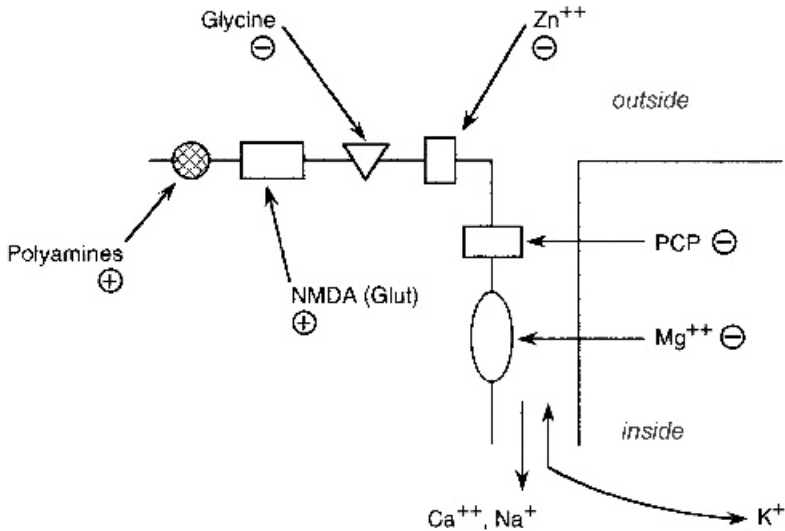 Glycine
⊖
Zn++
⊖
outside
Polyamines
⊕
NMDA (Glut)
⊕
PCP ⊖
Mg++ ⊖
inside
Ca++, Na+
K+